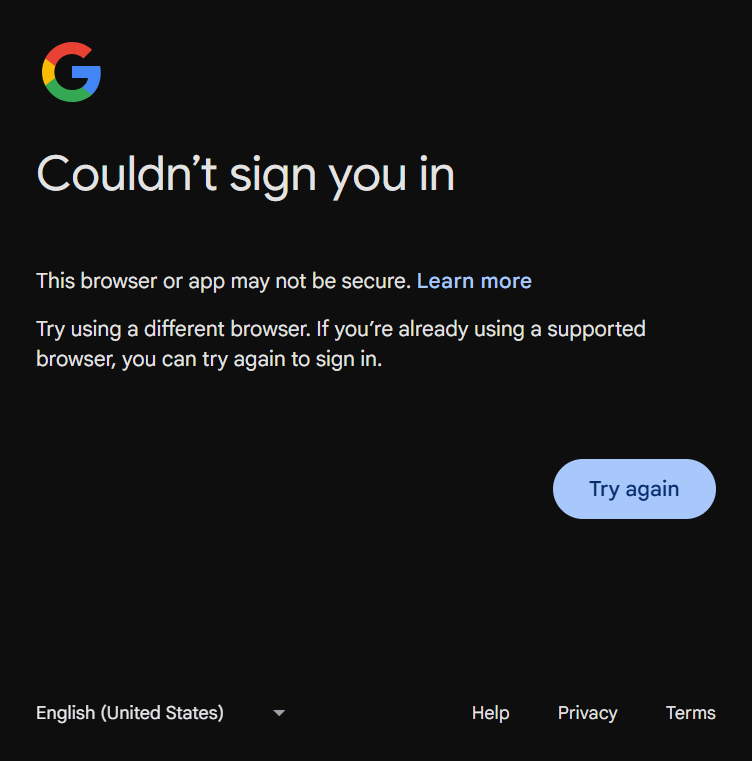 Couldn’t sign you in
This browser or app may not be secure. Learn more
Try using a different browser. If you’re already using a supported
browser, you can try again to sign in.
Try again
English (United States)
Help
Privacy
Terms